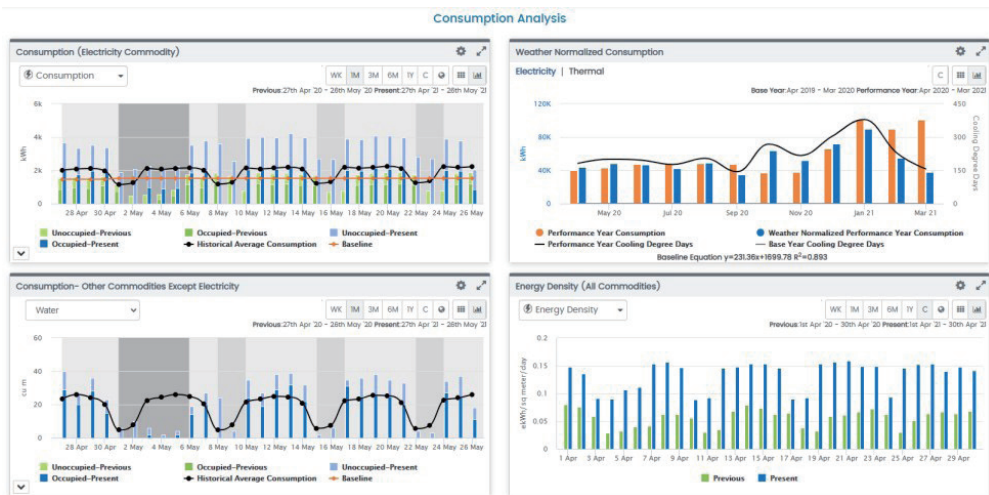 Consumption Analysis
Consumption (Electricity Commodity)
Consumption
WK 1M 3M 6M 1Y C
Previous:27th Apr '20 - 26th May '20 Present:27th Apr '21 - 26th May '21
6k
4k
2k
0
kWh
28 Apr 30 Apr 2 May 4 May 6 May 8 May 10 May 12 May 14 May 16 May 18 May 20 May 22 May 24 May 26 May
Unoccupied-Previous Occupied-Previous Unoccupied-Present
Occupied-Present Historical Average Consumption Baseline
Weather Normalized Consumption
Electricity | Thermal
C
Base Year:Apr 2019 - Mar 2020 Performance Year:Apr 2020 - Mar 2021
120K 450
80K 300
40K 150
0 0
kWh
Cooling Degree Days
May 20 Jul 20 Sep 20 Nov 20 Jan 21 Mar 21
Performance Year Consumption Weather Normalized Performance Year Consumption
Performance Year Cooling Degree Days Base Year Cooling Degree Days
Baseline Equation y=231.36x+1699.78 R²=0.893
Consumption- Other Commodities Except Electricity
Water
WK 1M 3M 6M 1Y C
Previous:27th Apr '20 - 26th May '20 Present:27th Apr '21 - 26th May '21
60
40
20
0
cu m
28 Apr 30 Apr 2 May 4 May 6 May 8 May 10 May 12 May 14 May 16 May 18 May 20 May 22 May 24 May 26 May
Unoccupied-Previous Occupied-Previous Unoccupied-Present
Occupied-Present Historical Average Consumption Baseline
Energy Density (All Commodities)
Energy Density
WK 1M 3M 6M 1Y C
Previous:1st Apr '20 - 30th Apr '20 Present:1st Apr '21 - 30th Apr '21
0.2
0.15
0.1
0.05
0
ekWh/sq meter/day
1 Apr 3 Apr 5 Apr 7 Apr 9 Apr 11 Apr 13 Apr 15 Apr 17 Apr 19 Apr 21 Apr 23 Apr 25 Apr 27 Apr 29 Apr
Previous Present